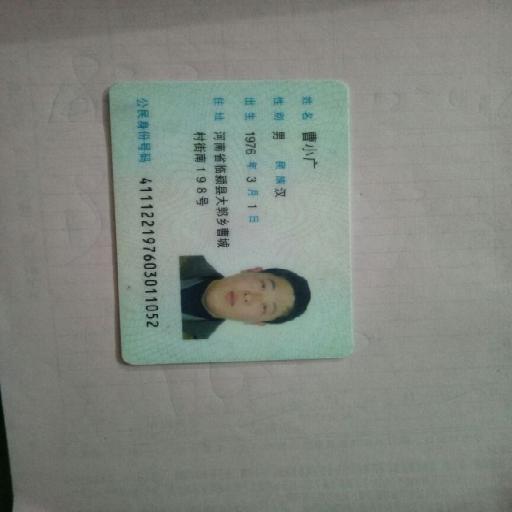 姓名 曹小广
性别 男 民族 汉
出生 1976 年 3 月 1 日
住址 河南省临颍县大郭乡曹城
村街南198号
公民身份号码 411122197603011052